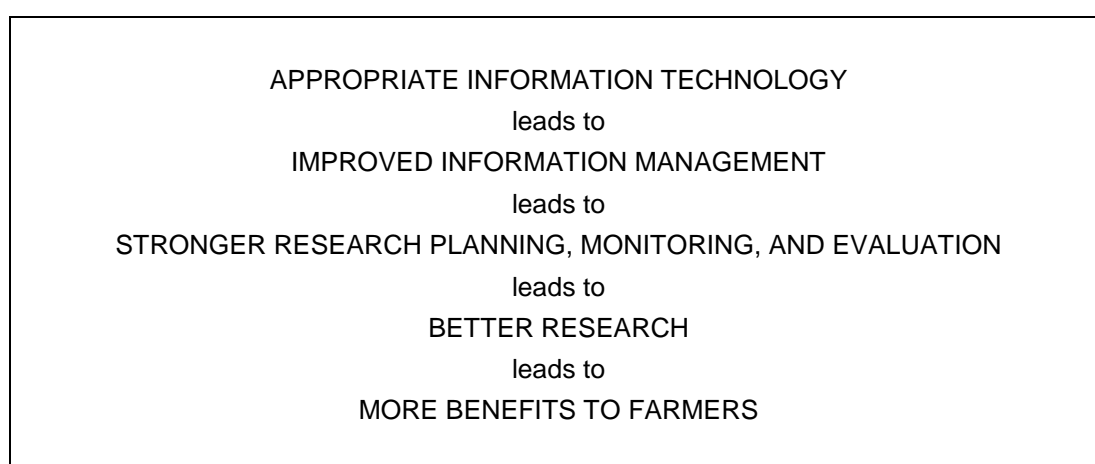 APPROPRIATE INFORMATION TECHNOLOGY
leads to
IMPROVED INFORMATION MANAGEMENT
leads to
STRONGER RESEARCH PLANNING, MONITORING, AND EVALUATION
leads to
BETTER RESEARCH
leads to
MORE BENEFITS TO FARMERS